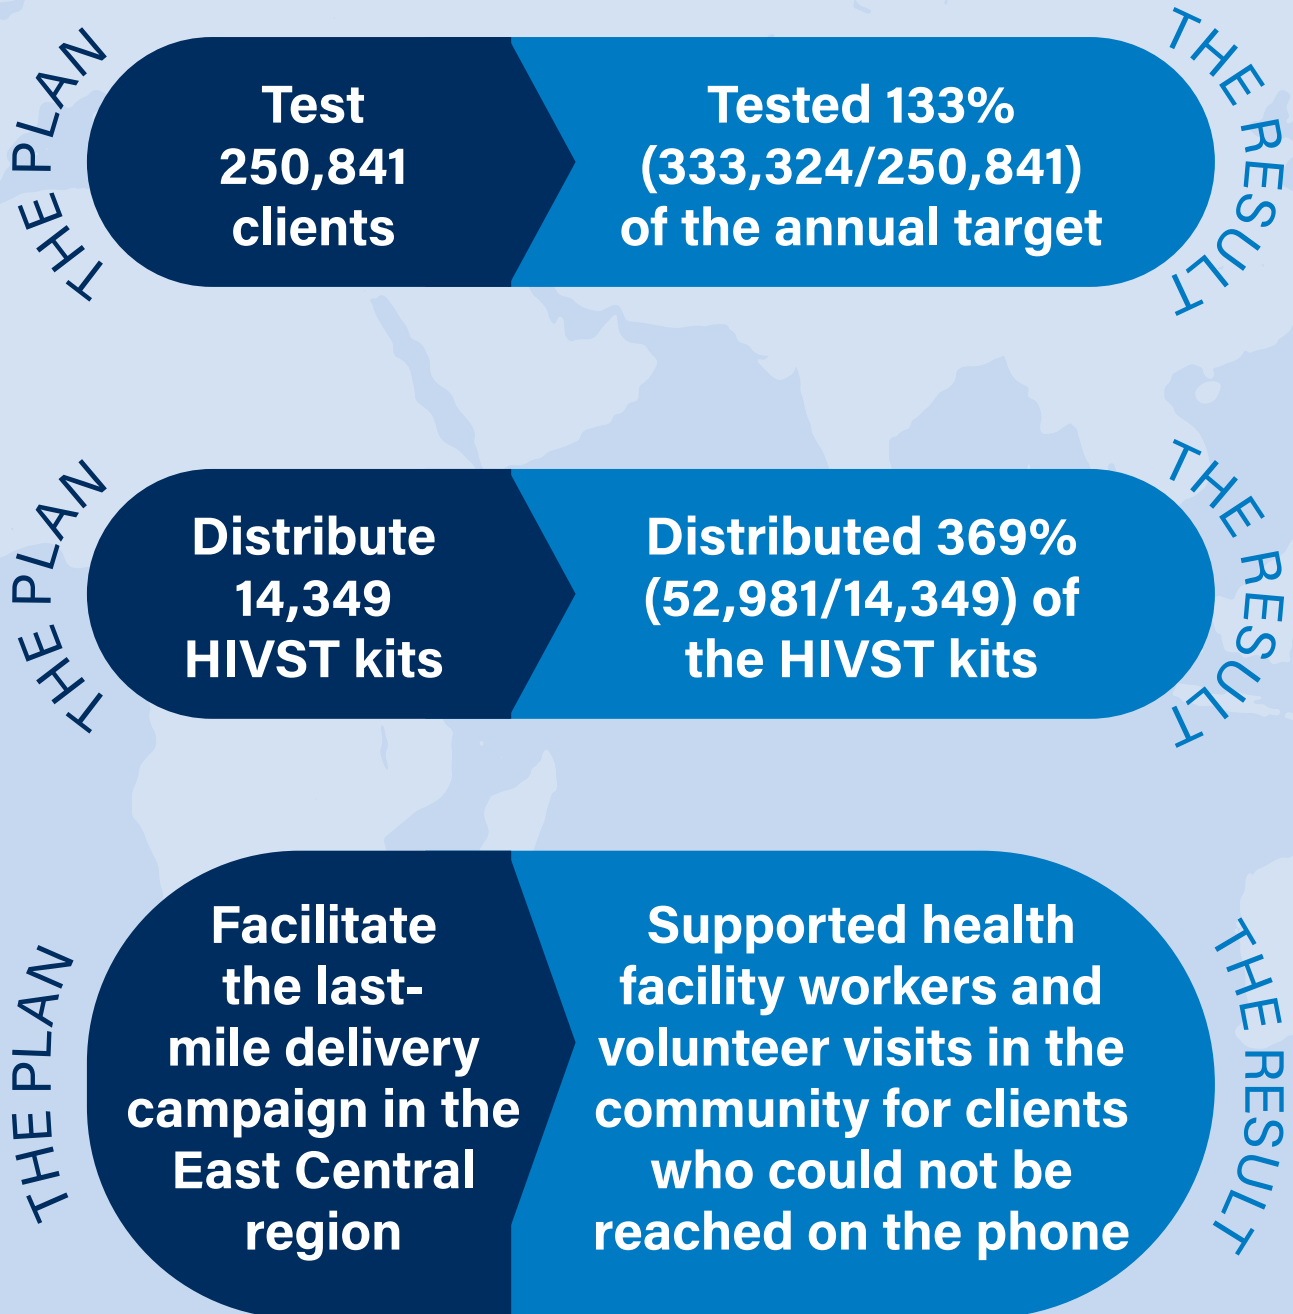 THE PLAN
Test
250,841
clients
Tested 133%
(333,324/250,841)
of the annual target
THE RESULT
THE PLAN
Distribute
14,349
HIVST kits
Distributed 369%
(52,981/14,349) of
the HIVST kits
THE RESULT
THE PLAN
Facilitate
the last-
mile delivery
campaign in the
East Central
region
Supported health
facility workers and
volunteer visits in the
community for clients
who could not be
reached on the phone
THE RESULT